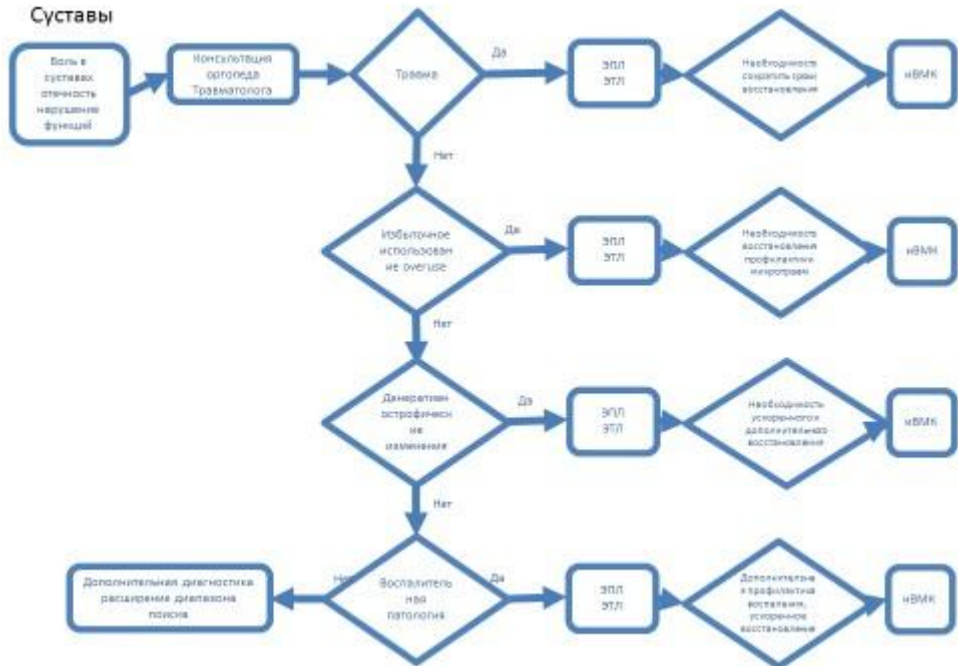 Суставы
Боль в
суставах
отечность
нарушение
функций
Консультация
ортопеда
Травматолога
Травма
Да
ЭПЛ
ЭТЛ
Необходимость
сократить сроки
восстановления
нВМК
Нет
Избыточное
использован
ие overuse
Да
ЭПЛ
ЭТЛ
Необходимость
восстановления
профилактики
микротравм
нВМК
Нет
Дегенератив
острофическ
ие
изменения
Да
ЭПЛ
ЭТЛ
Необходимость
ускоренного и
дополнительного
восстановления
нВМК
Нет
Дополнительная диагностика
расширение диапазона
поиска
Нет
Воспалитель
ная
патология
Да
ЭПЛ
ЭТЛ
Дополнительна
я профилактика
воспаления,
ускоренное
восстановление
нВМК